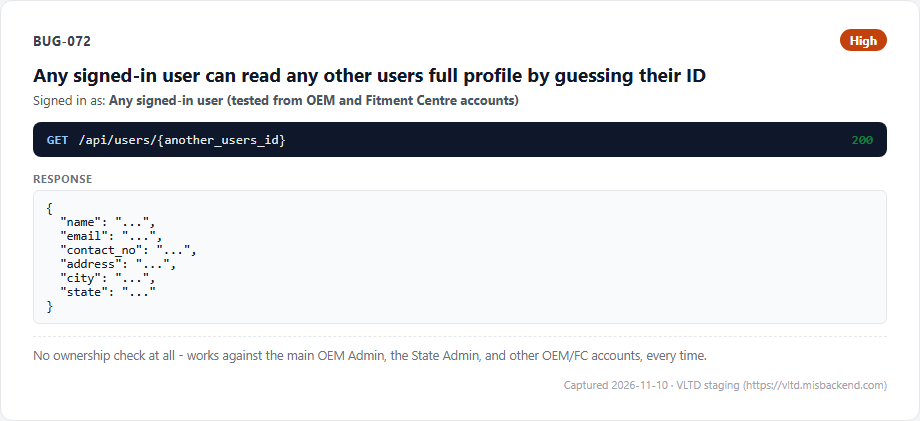 BUG-072
High
Any signed-in user can read any other users full profile by guessing their ID
Signed in as: Any signed-in user (tested from OEM and Fitment Centre accounts)
GET /api/users/{another_users_id} 200
RESPONSE
{
"name": "...",
"email": "...",
"contact_no": "...",
"address": "...",
"city": "...",
"state": "..."
}
No ownership check at all - works against the main OEM Admin, the State Admin, and other OEM/FC accounts, every time.
Captured 2026-11-10 · VLTD staging (https://vltd.misbackend.com)